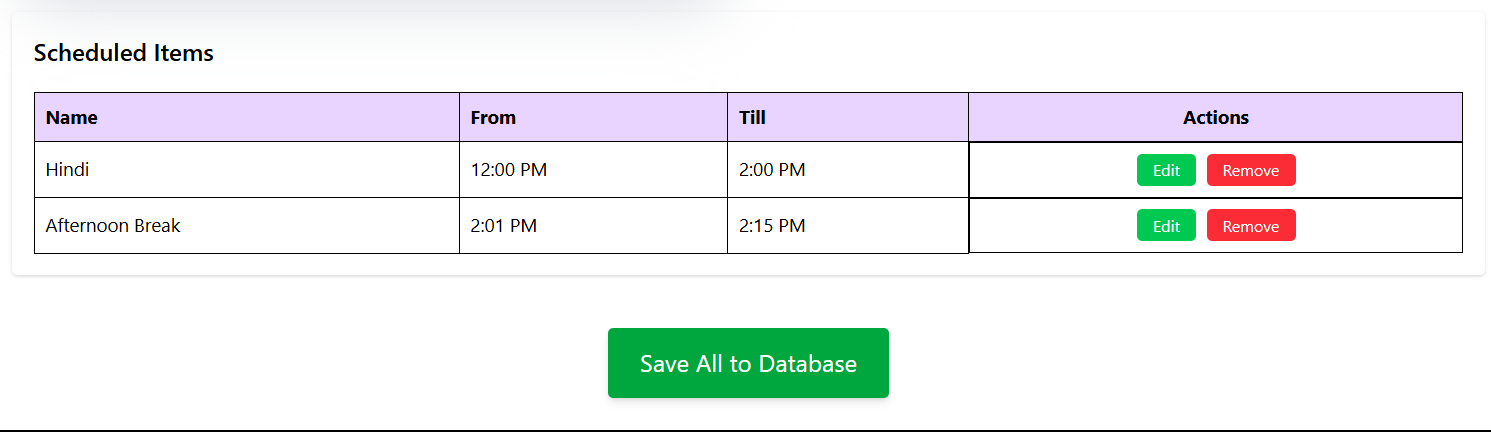 Scheduled Items
Name From Till Actions
Hindi 12:00 PM 2:00 PM Edit Remove
Afternoon Break 2:01 PM 2:15 PM Edit Remove
Save All to Database